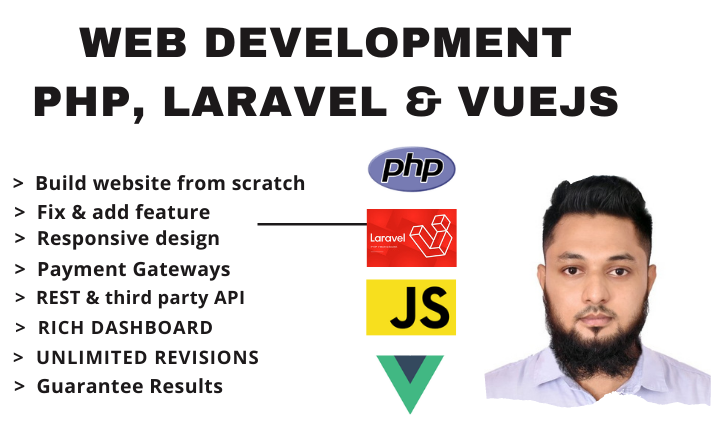 WEB DEVELOPMENT
PHP, LARAVEL & VUEJS
> Build website from scratch
> Fix & add feature
> Responsive design
> Payment Gateways
> REST & third party API
> RICH DASHBOARD
> UNLIMITED REVISIONS
> Guarantee Results
php
Laravel
JS